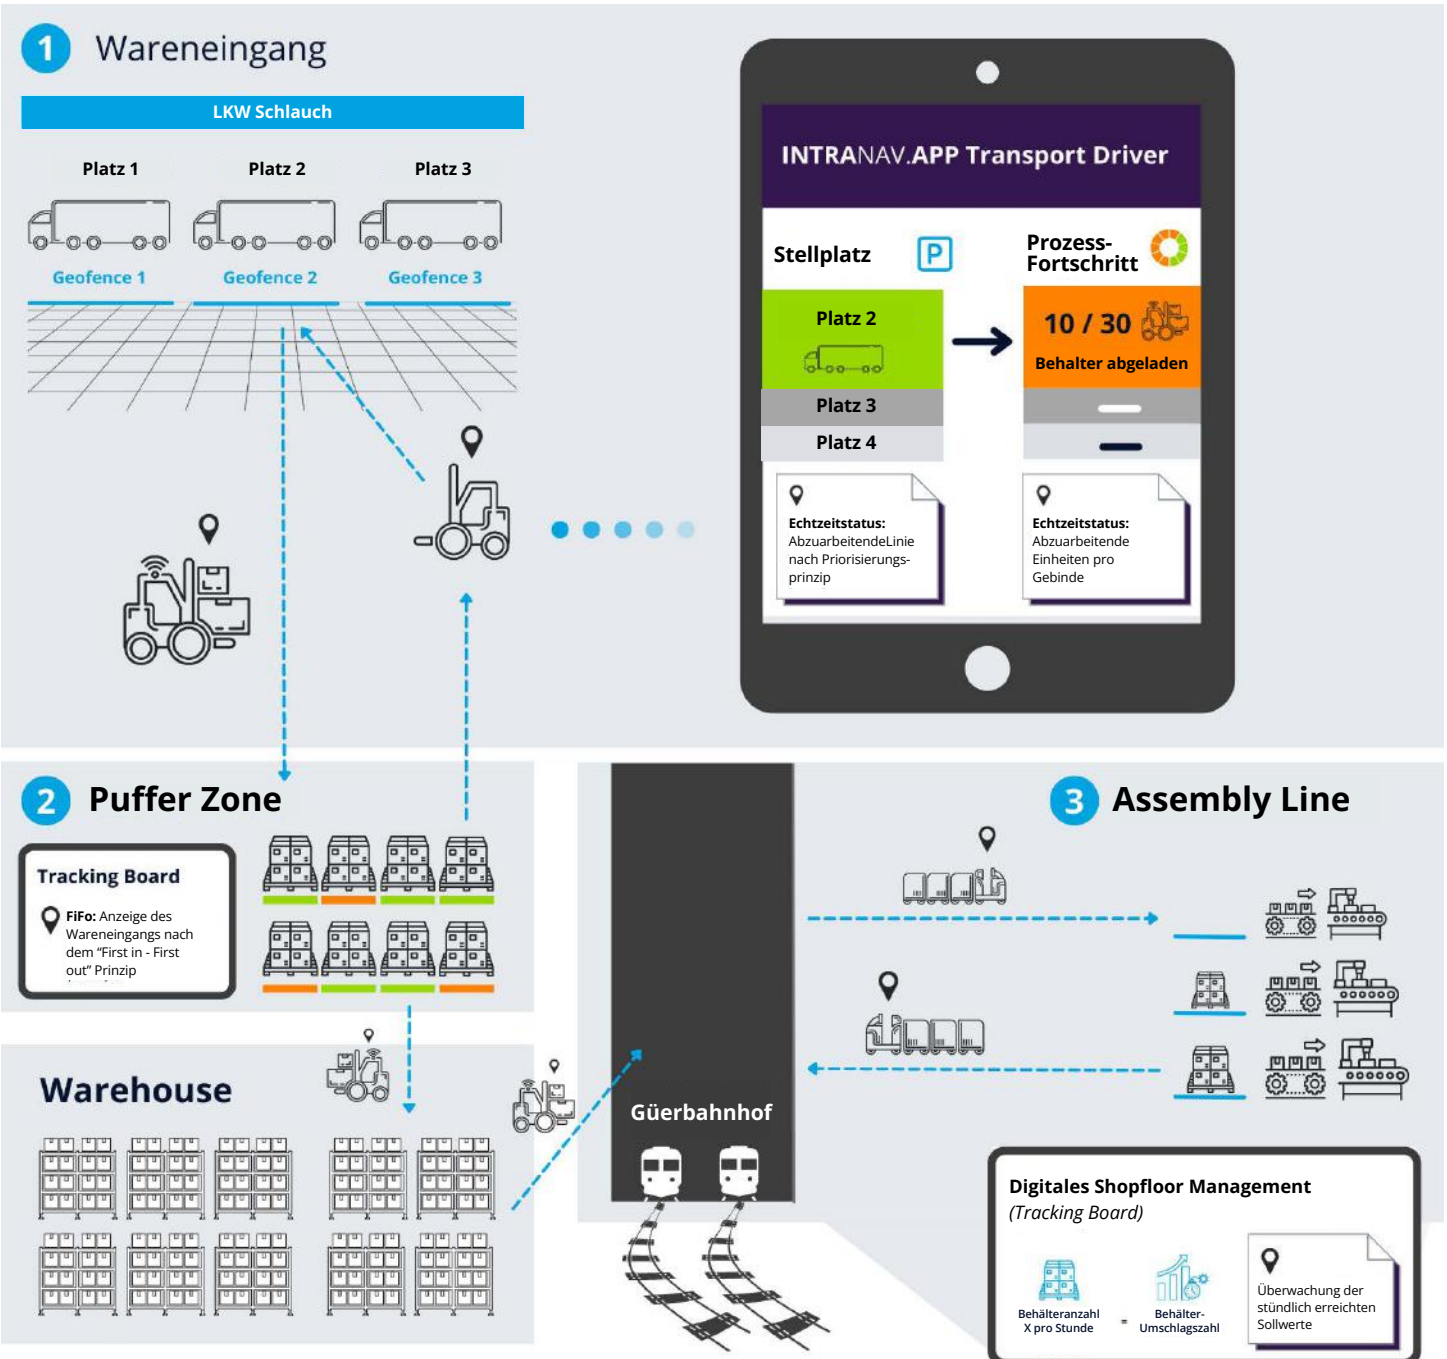 1 Wareneingang
LKW Schlauch
Platz 1 Platz 2 Platz 3
Geofence 1 Geofence 2 Geofence 3
INTRANAV.APP Transport Driver
Stellplatz P
Prozess-
Fortschritt
Platz 2
10 / 30
Behalter abgeladen
Platz 3
Platz 4
Echtzeitstatus:
AbzuarbeitendeLinie
nach Priorisierungs-
prinzip
Echtzeitstatus:
Abzuarbeitende
Einheiten pro
Gebinde
2 Puffer Zone
Tracking Board
FiFo: Anzeige des
Wareneingangs nach
dem “First in - First
out” Prinzip
Warehouse
Güerbahnhof
3 Assembly Line
Digitales Shopfloor Management
(Tracking Board)
Behälteranzahl
X pro Stunde
=
Behälter-
Umschlagszahl
Überwachung der
stündlich erreichten
Sollwerte